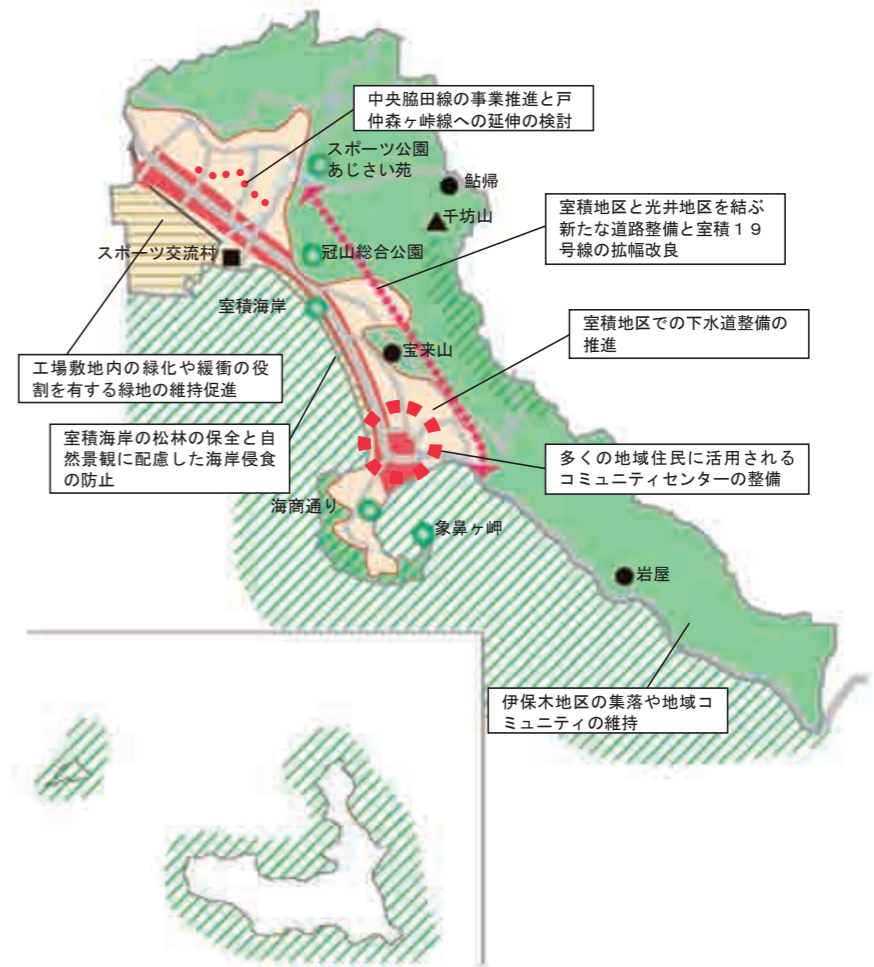 中央脇田線の事業推進と戸
仲森ヶ峠線への延伸の検討
スポーツ公園
あじさい苑
鮎帰
千坊山
室積地区と光井地区を結ぶ
新たな道路整備と室積19
号線の拡幅改良
スポーツ交流村
冠山総合公園
室積海岸
室積地区での下水道整備の
推進
宝来山
工場敷地内の緑化や緩衝の役
割を有する緑地の維持促進
室積海岸の松林の保全と自
然景観に配慮した海岸侵食
の防止
多くの地域住民に活用される
コミュニティセンターの整備
海商通り
象鼻ヶ岬
岩屋
伊保木地区の集落や地域コ
ミュニティの維持